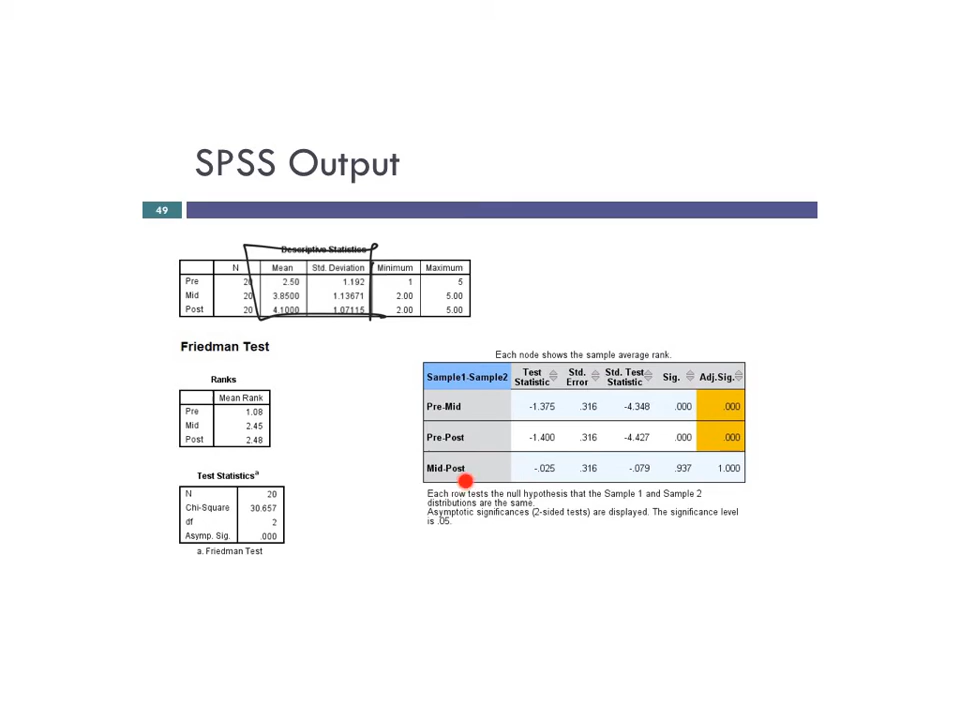 SPSS Output
49
Descriptive Statistics
N Mean Std. Deviation Minimum Maximum
Pre 20 2.50 1.192 1 5
Mid 20 3.8500 1.13671 2.00 5.00
Post 20 4.1000 1.07115 2.00 5.00
Friedman Test
Ranks
Mean Rank
Pre 1.08
Mid 2.45
Post 2.48
Test Statisticsa
N 20
Chi-Square 30.657
df 2
Asymp. Sig. .000
a. Friedman Test
Each node shows the sample average rank.
Sample1-Sample2 Test Statistic Std. Error Std. Test Statistic Sig. Adj.Sig.
Pre-Mid -1.375 .316 -4.348 .000 .000
Pre-Post -1.400 .316 -4.427 .000 .000
Mid-Post -.025 .316 -.079 .937 1.000
Each row tests the null hypothesis that the Sample 1 and Sample 2
distributions are the same.
Asymptotic significances (2-sided tests) are displayed. The significance level
is .05.